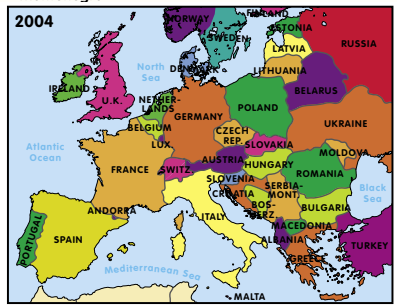 2004
NORWAY
FINLAND
SWEDEN
ESTONIA
RUSSIA
LATVIA
North
Sea
DENMARK
LITHUANIA
IRELAND
BELARUS
U.K.
NETHER-
LANDS
POLAND
GERMANY
BELGIUM
UKRAINE
CZECH
REP.
LUX.
Atlantic
Ocean
SLOVAKIA
MOLDOVA
AUSTRIA
HUNGARY
FRANCE
SWITZ.
ROMANIA
SLOVENIA
SERBIA-
MONT.
Black
Sea
CROATIA
BOS-
HERZ.
ANDORRA
BULGARIA
PORTUGAL
ITALY
MACEDONIA
SPAIN
ALBANIA
TURKEY
GREECE
Mediterranean Sea
MALTA